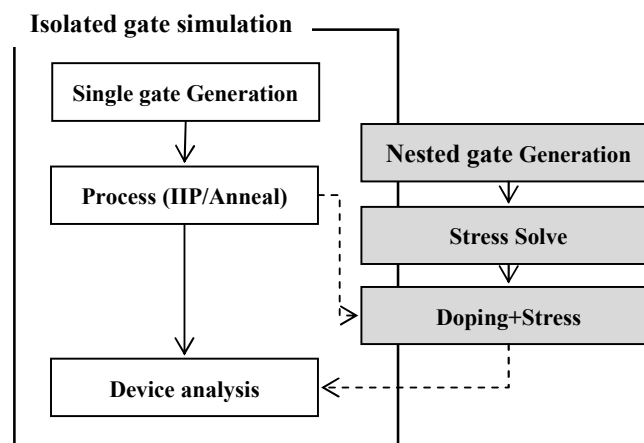 Isolated gate simulation
Single gate Generation
Process (IIP/Anneal)
Device analysis
Nested gate Generation
Stress Solve
Doping+Stress